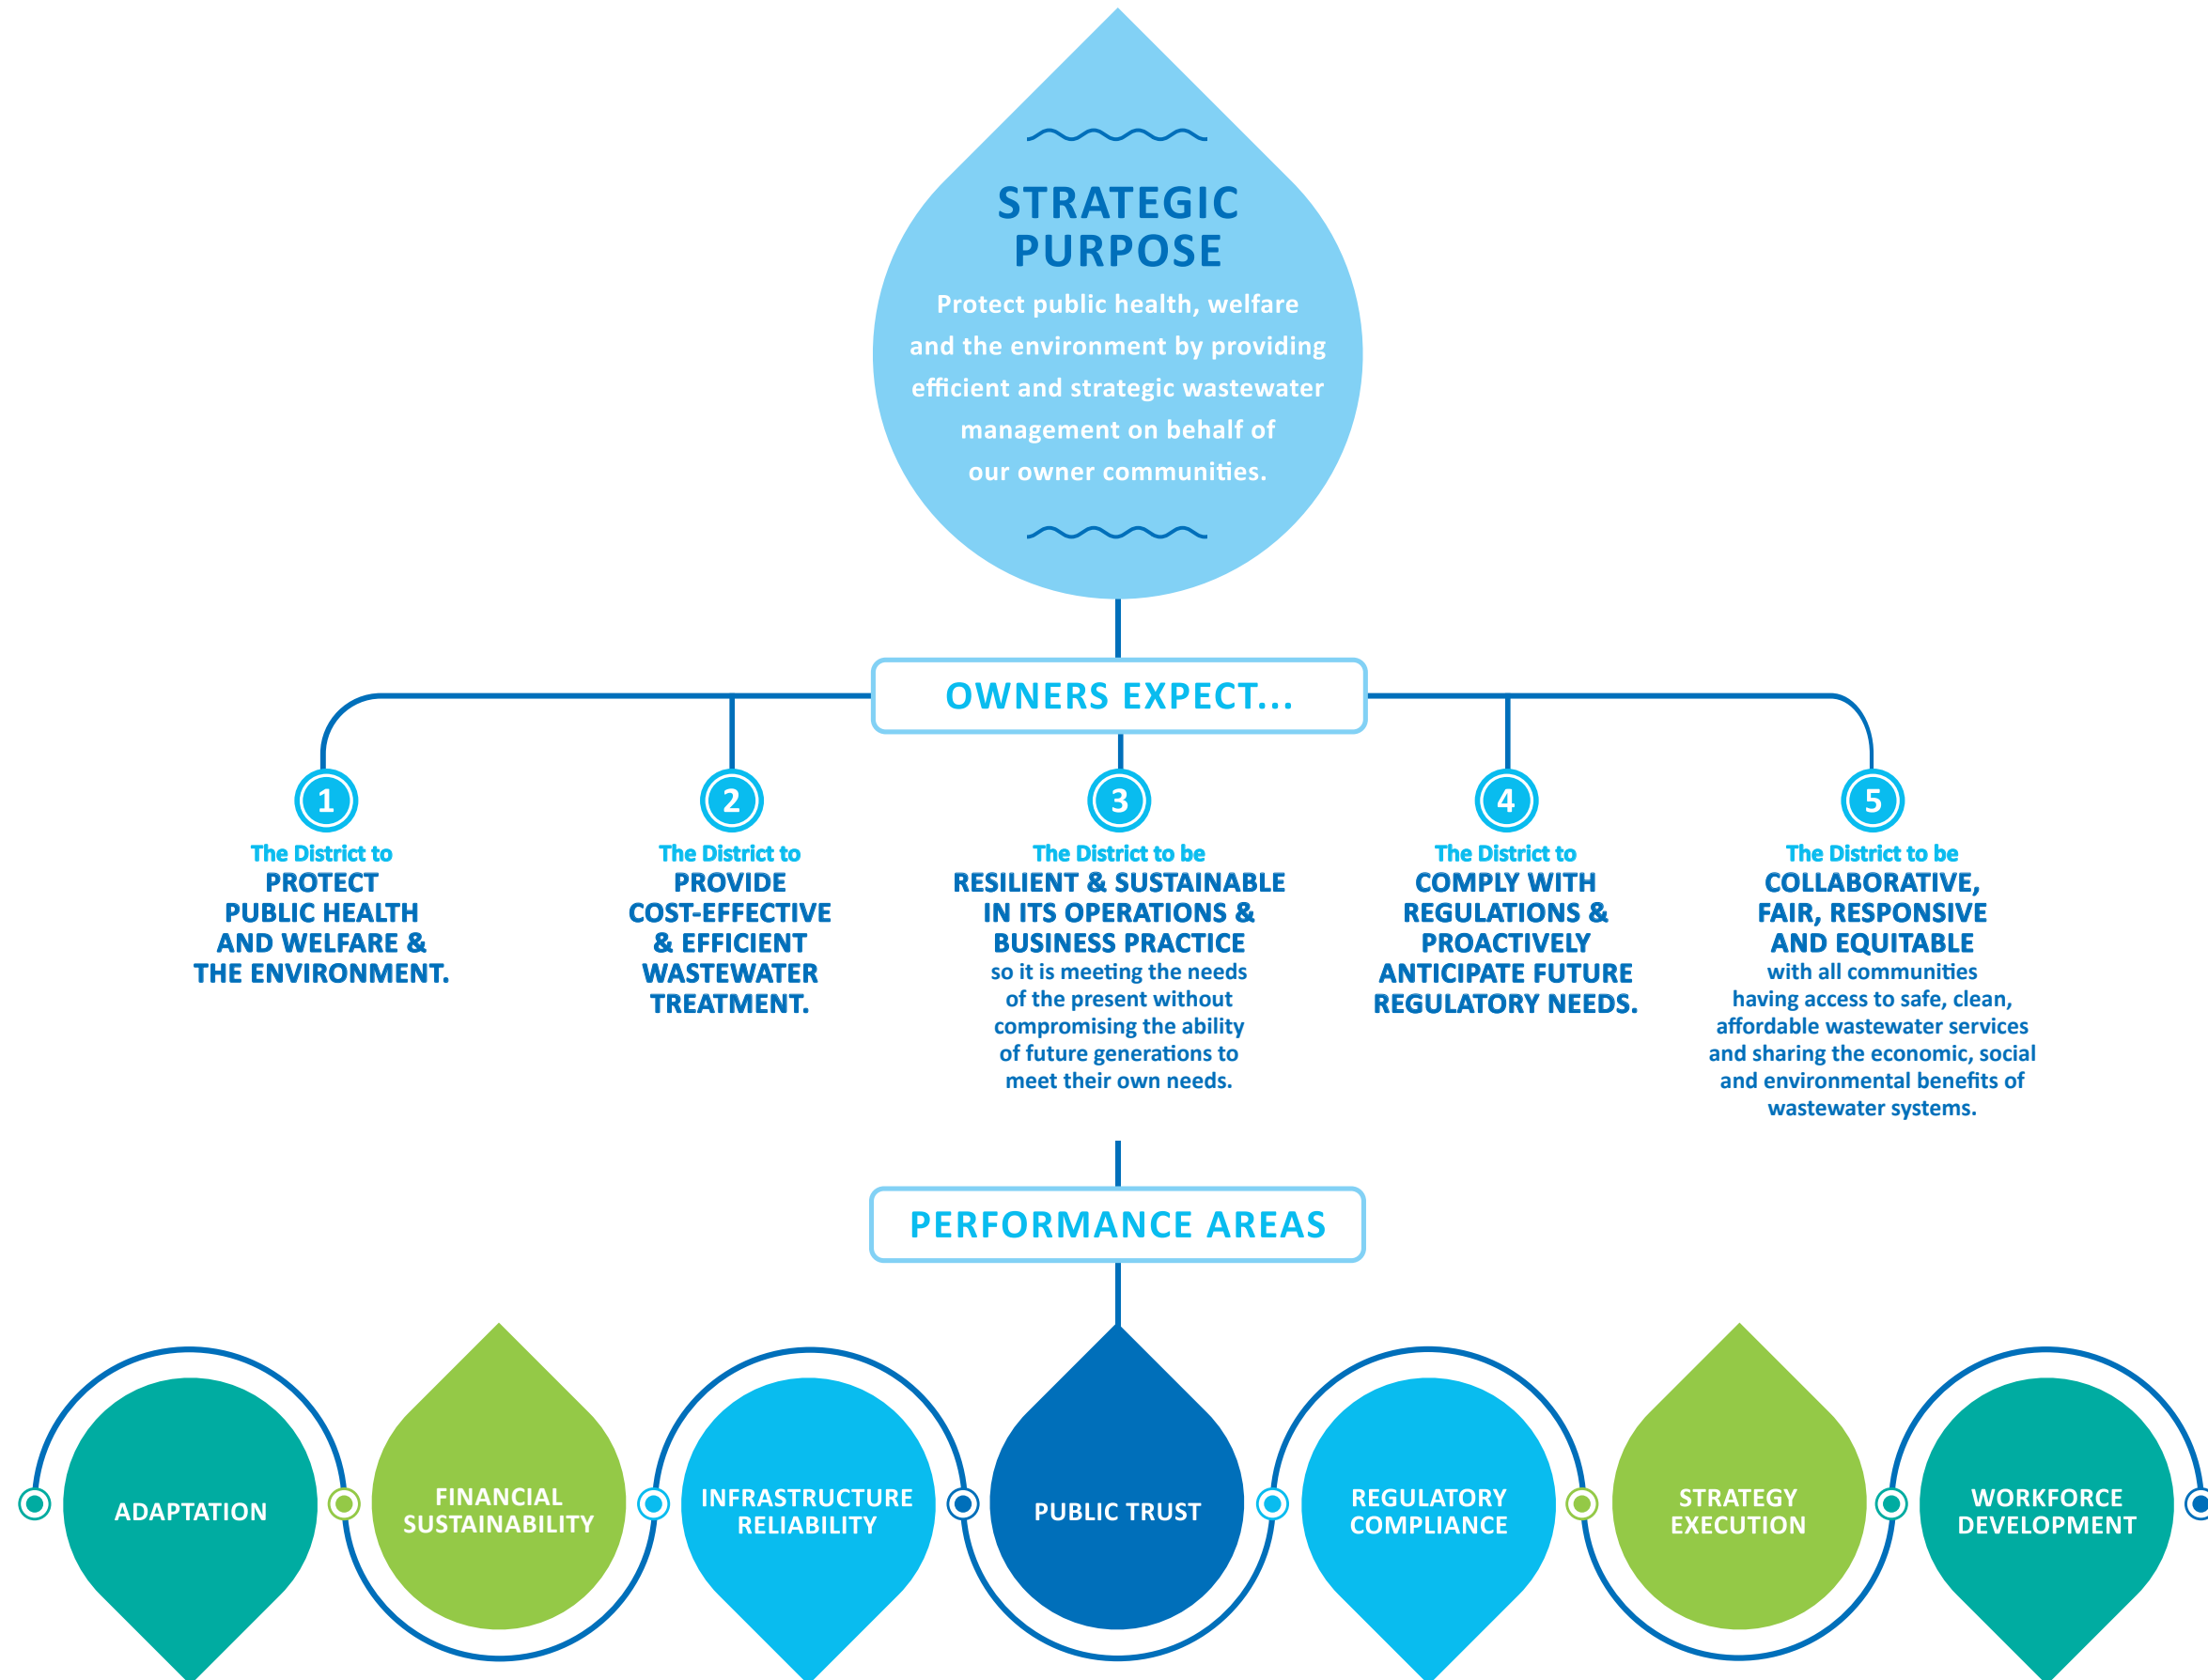 STRATEGIC
PURPOSE
Protect public health, welfare
and the environment by providing
efficient and strategic wastewater
management on behalf of
our owner communities.
OWNERS EXPECT...
1
The District to
PROTECT
PUBLIC HEALTH
AND WELFARE &
THE ENVIRONMENT.
2
The District to
PROVIDE
COST-EFFECTIVE
& EFFICIENT
WASTEWATER
TREATMENT.
3
The District to be
RESILIENT & SUSTAINABLE
IN ITS OPERATIONS &
BUSINESS PRACTICE
so it is meeting the needs
of the present without
compromising the ability
of future generations to
meet their own needs.
4
The District to
COMPLY WITH
REGULATIONS &
PROACTIVELY
ANTICIPATE FUTURE
REGULATORY NEEDS.
5
The District to be
COLLABORATIVE,
FAIR, RESPONSIVE
AND EQUITABLE
with all communities
having access to safe, clean,
affordable wastewater services
and sharing the economic, social
and environmental benefits of
wastewater systems.
PERFORMANCE AREAS
ADAPTATION
FINANCIAL
SUSTAINABILITY
INFRASTRUCTURE
RELIABILITY
PUBLIC TRUST
REGULATORY
COMPLIANCE
STRATEGY
EXECUTION
WORKFORCE
DEVELOPMENT